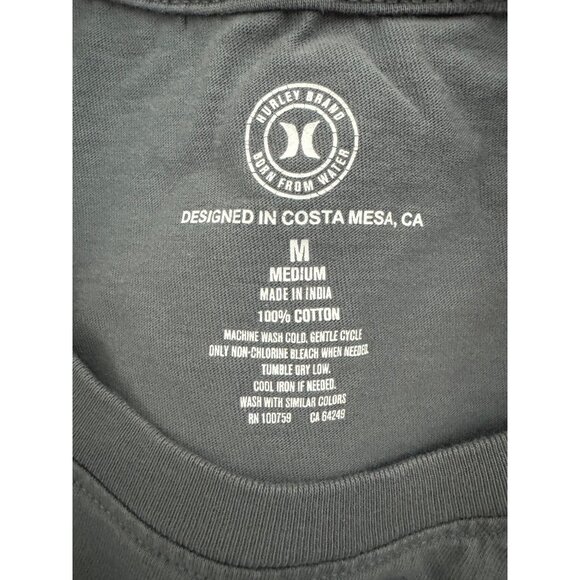 HURLEY BRAND
BORN FROM WATER
DESIGNED IN COSTA MESA, CA
M
MEDIUM
MADE IN INDIA
100% COTTON
MACHINE WASH COLD, GENTLE CYCLE
ONLY NON-CHLORINE BLEACH WHEN NEEDED.
TUMBLE DRY LOW.
COOL IRON IF NEEDED.
WASH WITH SIMILAR COLORS
RN 100759 CA 64249